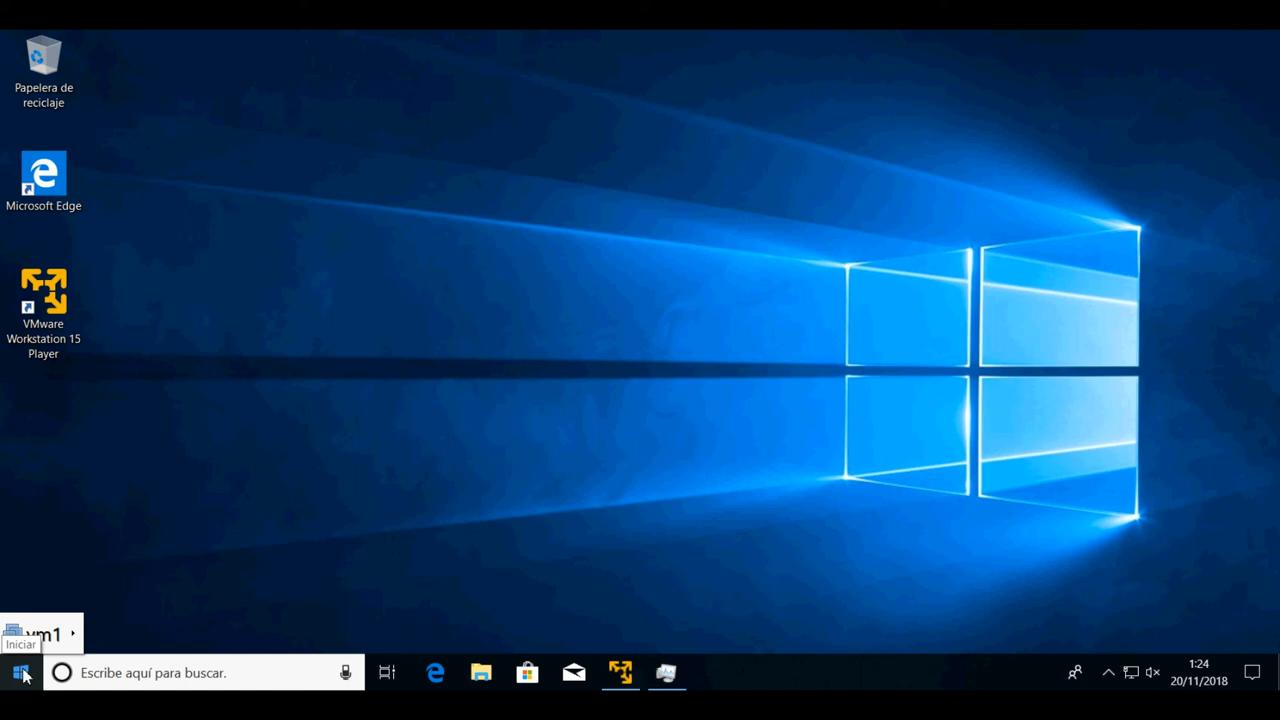 Papelera de
reciclaje
Microsoft Edge
VMware
Workstation 15
Player
vm1
Iniciar
Escribe aquí para buscar.
1:24
20/11/2018